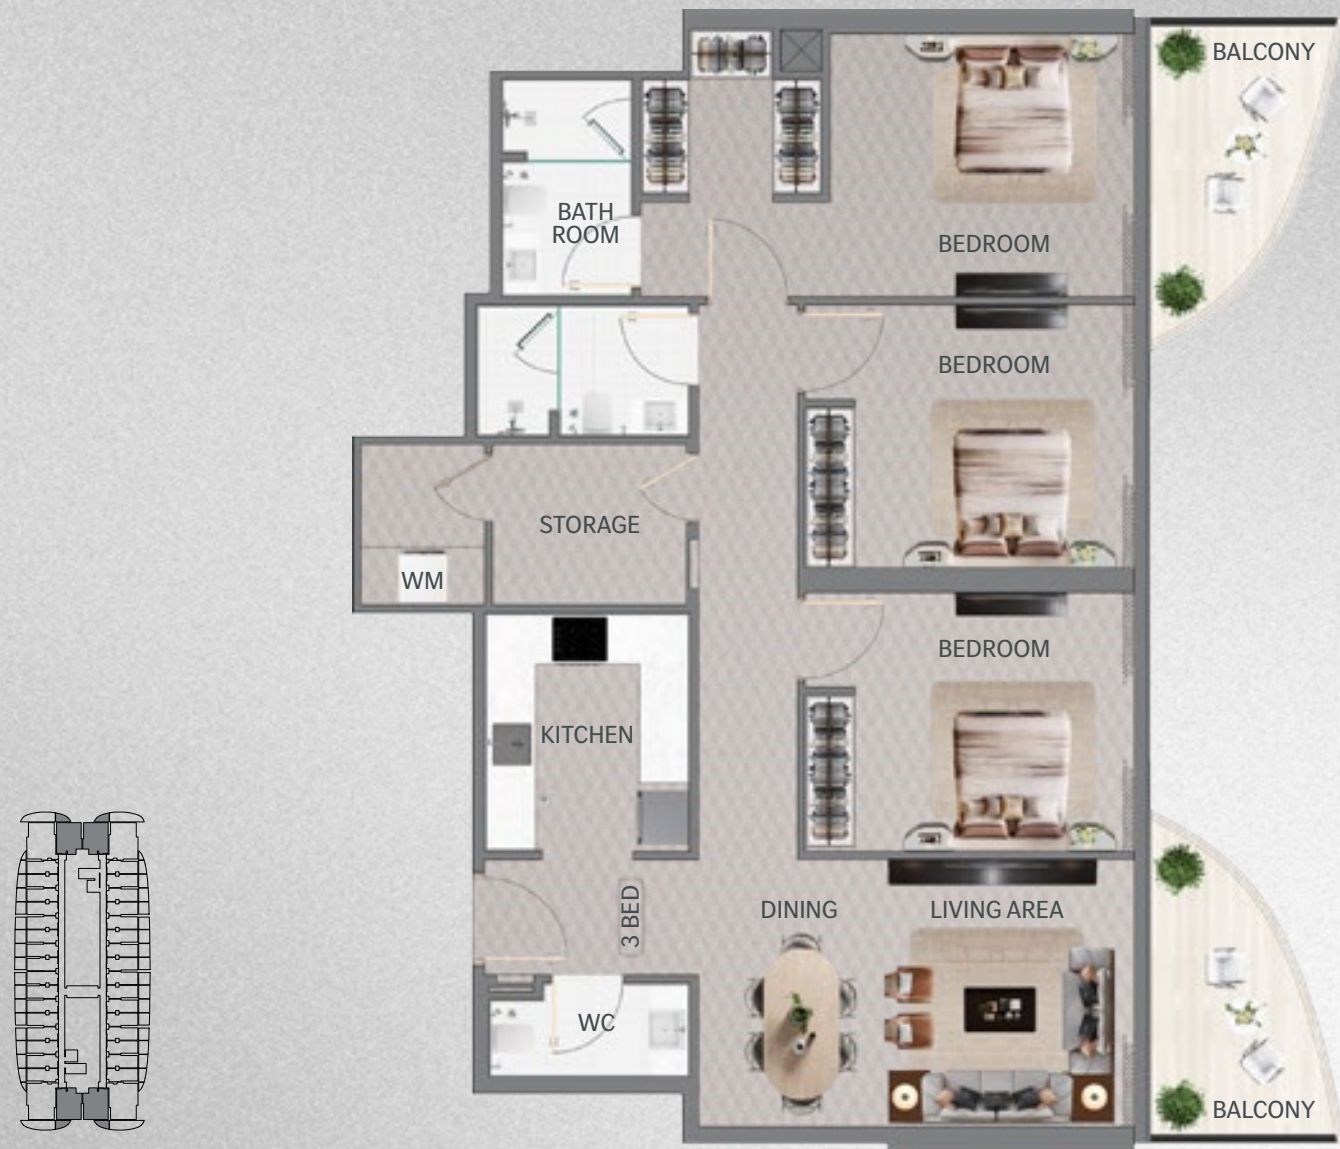 BALCONY
BATH
ROOM
BEDROOM
BEDROOM
STORAGE
WM
BEDROOM
KITCHEN
3 BED
DINING
LIVING AREA
WC
BALCONY